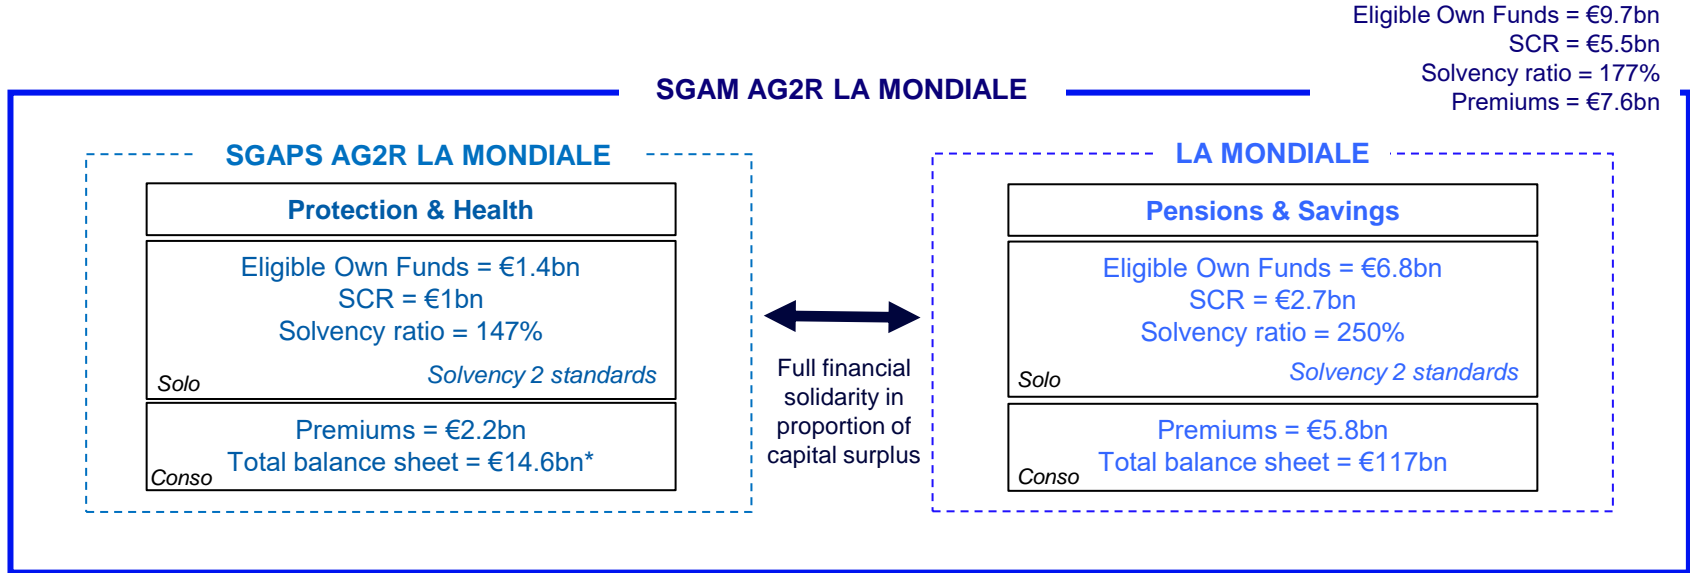 Eligible Own Funds = €9.7bn
SCR = €5.5bn
Solvency ratio = 177%
Premiums = €7.6bn
SGAM AG2R LA MONDIALE
SGAPS AG2R LA MONDIALE
Protection & Health
Eligible Own Funds = €1.4bn
SCR = €1bn
Solvency ratio = 147%
Solvency 2 standards
Solo
Premiums = €2.2bn
Total balance sheet = €14.6bn*
Conso
Full financial
solidarity in
proportion of
capital surplus
LA MONDIALE
Pensions & Savings
Eligible Own Funds = €6.8bn
SCR = €2.7bn
Solvency ratio = 250%
Solvency 2 standards
Solo
Premiums = €5.8bn
Total balance sheet = €117bn
Conso